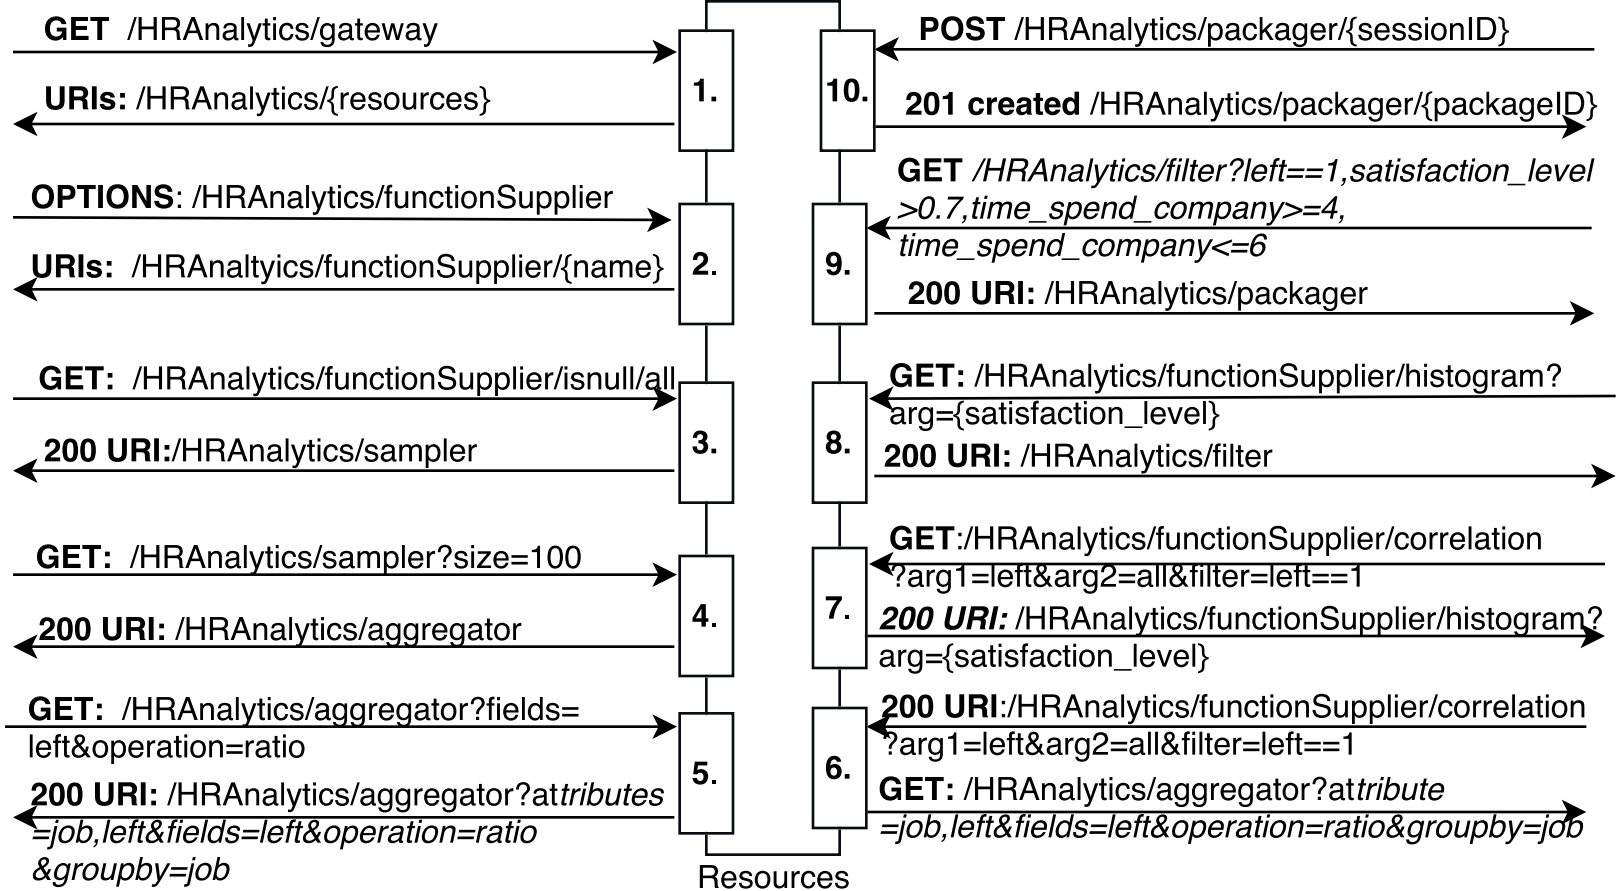 GET /HRAnalytics/gateway
1.
URIs: /HRAnalytics/{resources}
OPTIONS: /HRAnalytics/functionSupplier
2.
URIs: /HRAnaltyics/functionSupplier/{name}
GET: /HRAnalytics/functionSupplier/isnull/all
3.
200 URI:/HRAnalytics/sampler
GET: /HRAnalytics/sampler?size=100
4.
200 URI: /HRAnalytics/aggregator
GET: /HRAnalytics/aggregator?fields=
left&operation=ratio
5.
200 URI: /HRAnalytics/aggregator?attributes
=job,left&fields=left&operation=ratio
&groupby=job
POST /HRAnalytics/packager/{sessionID}
10.
201 created /HRAnalytics/packager/{packageID}
GET /HRAnalytics/filter?left==1,satisfaction_level
>0.7,time_spend_company>=4,
time_spend_company<=6
9.
200 URI: /HRAnalytics/packager
GET: /HRAnalytics/functionSupplier/histogram?
arg={satisfaction_level}
8.
200 URI: /HRAnalytics/filter
GET:/HRAnalytics/functionSupplier/correlation
?arg1=left&arg2=all&filter=left==1
7.
200 URI: /HRAnalytics/functionSupplier/histogram?
arg={satisfaction_level}
200 URI:/HRAnalytics/functionSupplier/correlation
?arg1=left&arg2=all&filter=left==1
6.
GET: /HRAnalytics/aggregator?attribute
=job,left&fields=left&operation=ratio&groupby=job
Resources